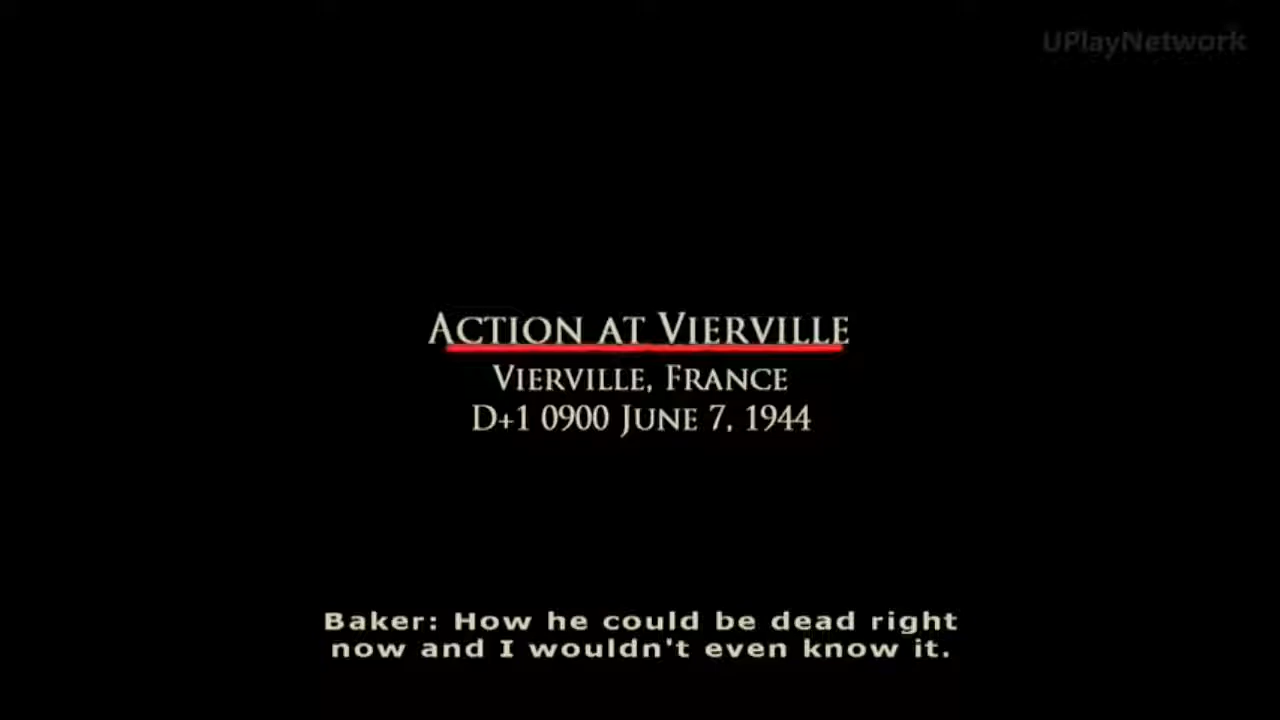 UPlayNetwork
Action at Vierville
Vierville, France
D+1 0900 June 7, 1944
Baker: How he could be dead right
now and I wouldn't even know it.